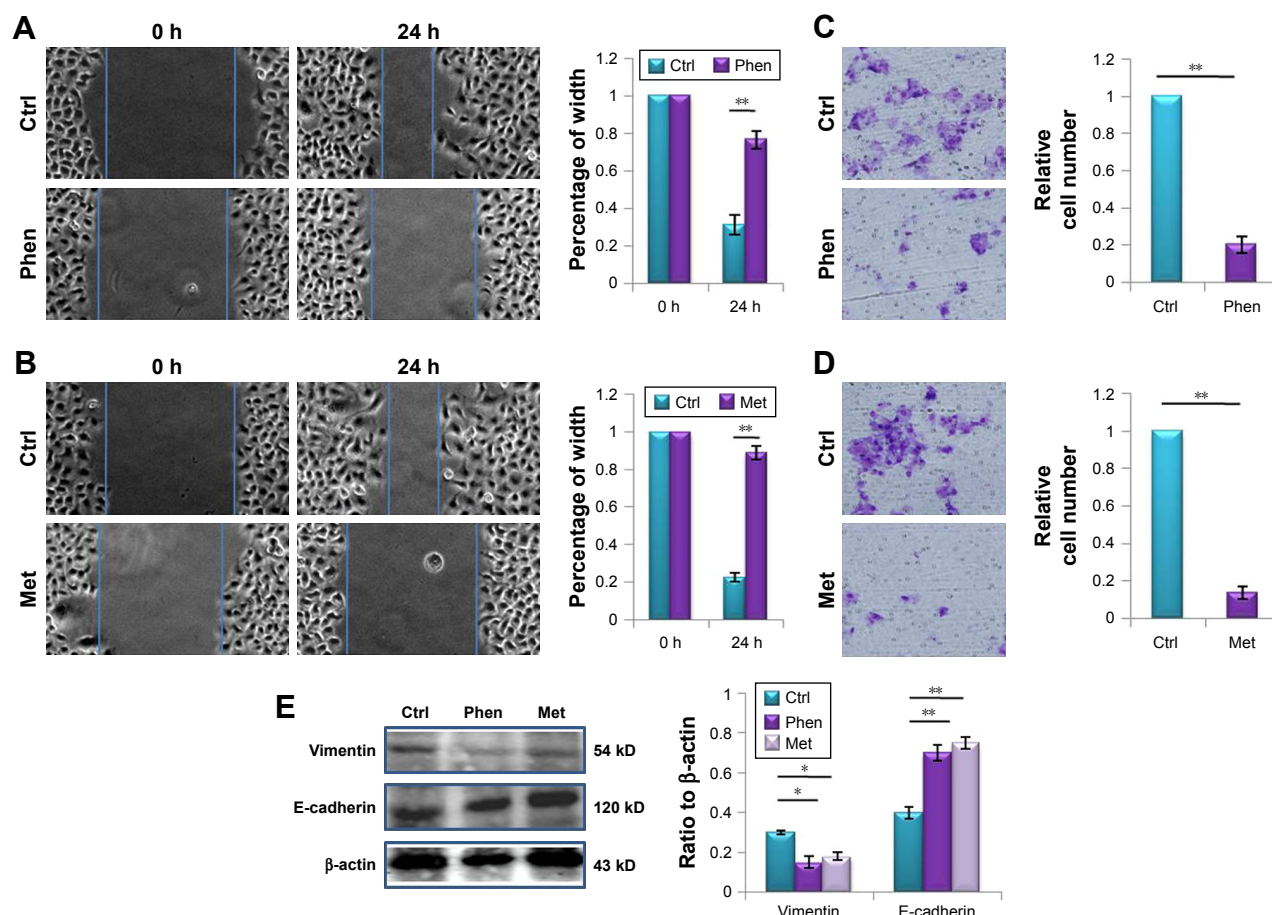 A
0 h
24 h
Ctrl
Phen
Percentage of width
Ctrl
Phen
1.2
1
0.8
0.6
0.4
0.2
0
**
0 h
24 h
C
Ctrl
Phen
Relative
cell number
1.2
1
0.8
0.6
0.4
0.2
0
**
Ctrl
Phen
B
0 h
24 h
Ctrl
Met
Percentage of width
Ctrl
Met
1.2
1
0.8
0.6
0.4
0.2
0
**
0 h
24 h
D
Ctrl
Met
Relative
cell number
1.2
1
0.8
0.6
0.4
0.2
0
**
Ctrl
Met
E
Ctrl
Phen
Met
Vimentin
54 kD
E-cadherin
120 kD
β-actin
43 kD
Ratio to β-actin
Ctrl
Phen
Met
1
0.8
0.6
0.4
0.2
0
*
*
**
**
Vimentin
E-cadherin